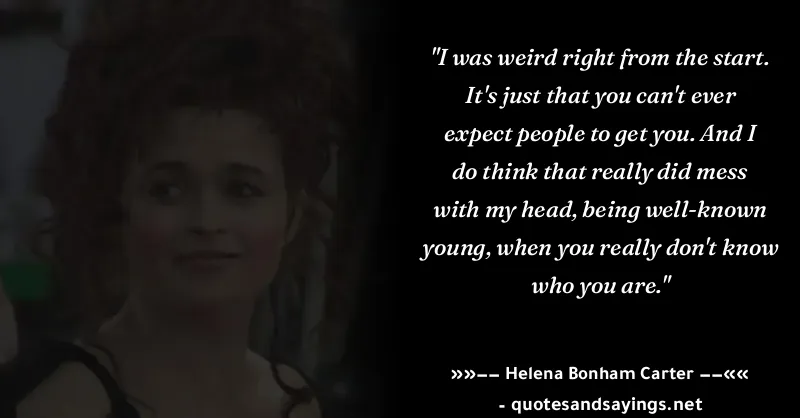 "I was weird right from the start.
It's just that you can't ever
expect people to get you. And I
do think that really did mess
with my head, being well-known
young, when you really don't know
who you are."
»»–– Helena Bonham Carter ––««
- quotesandsayings.net